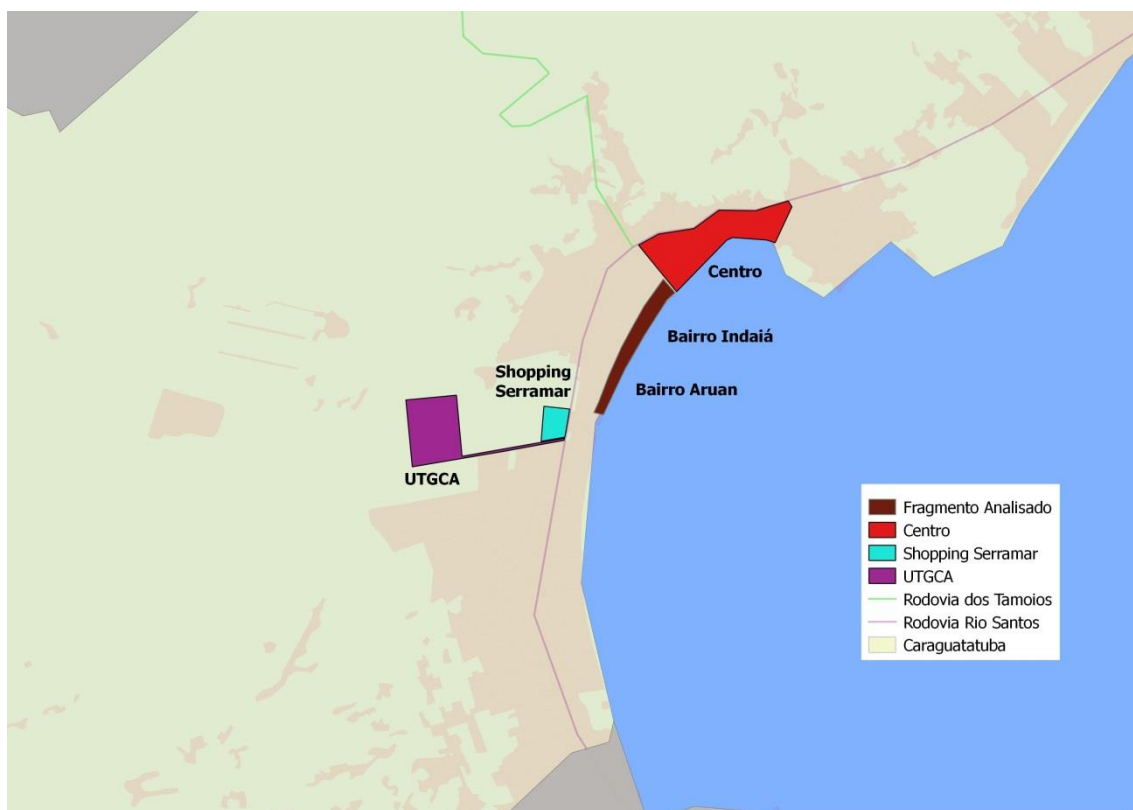 Centro
Bairro Indaiá
Shopping
Serramar
Bairro Aruan
UTGCA
Fragmento Analisado
Centro
Shopping Serramar
UTGCA
Rodovia dos Tamoios
Rodovia Rio Santos
Caraguatatuba